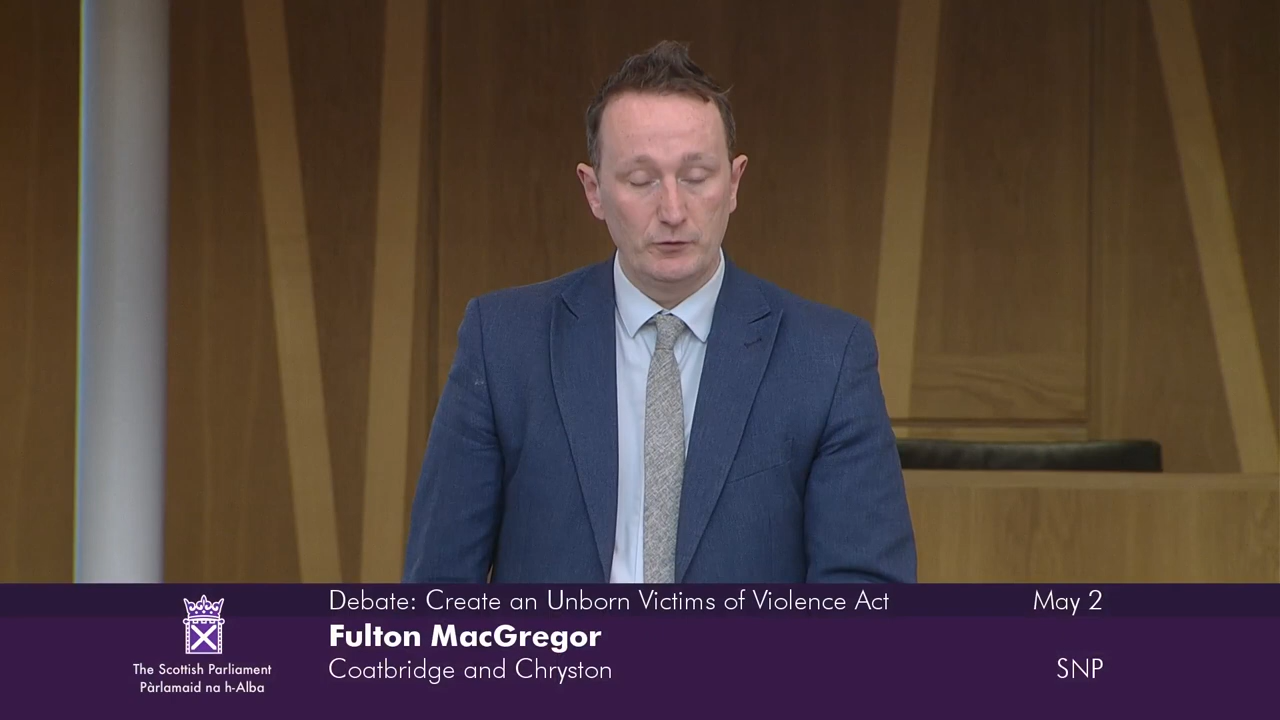 Debate: Create an Unborn Victims of Violence Act May 2
Fulton MacGregor
Coatbridge and Chryston SNP
The Scottish Parliament
Pàrlamaid na h-Alba